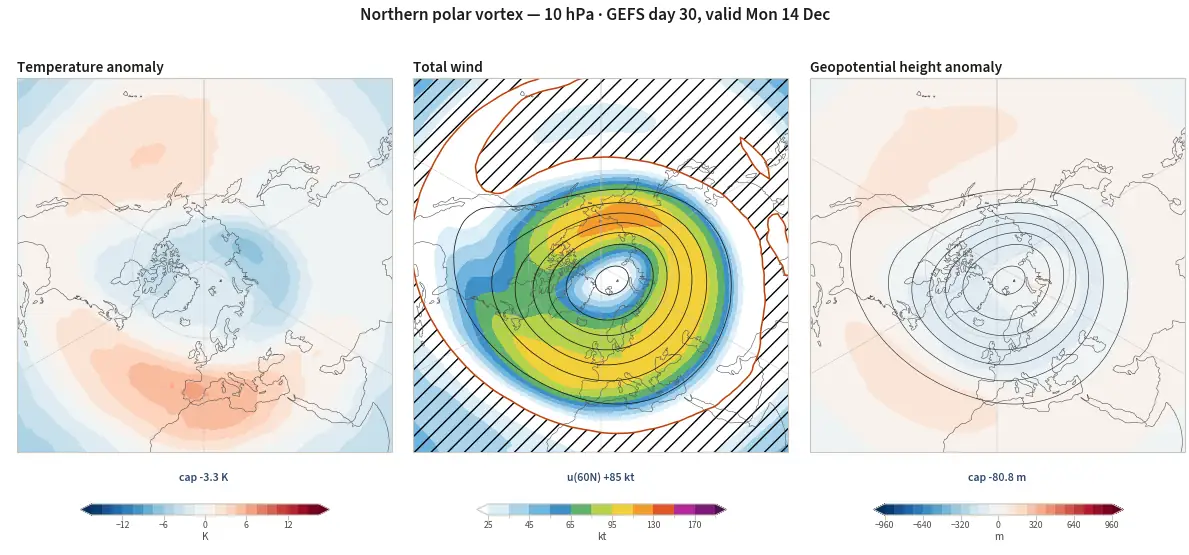 Northern polar vortex — 10 hPa · GEFS day 30, valid Mon 14 Dec
Temperature anomaly
Total wind
Geopotential height anomaly
cap -3.3 K
u(60N) +85 kt
cap -80.8 m
−12 −6 0 6 12
K
25 45 65 95 130 170
kt
−960 −640 −320 0 320 640 960
m